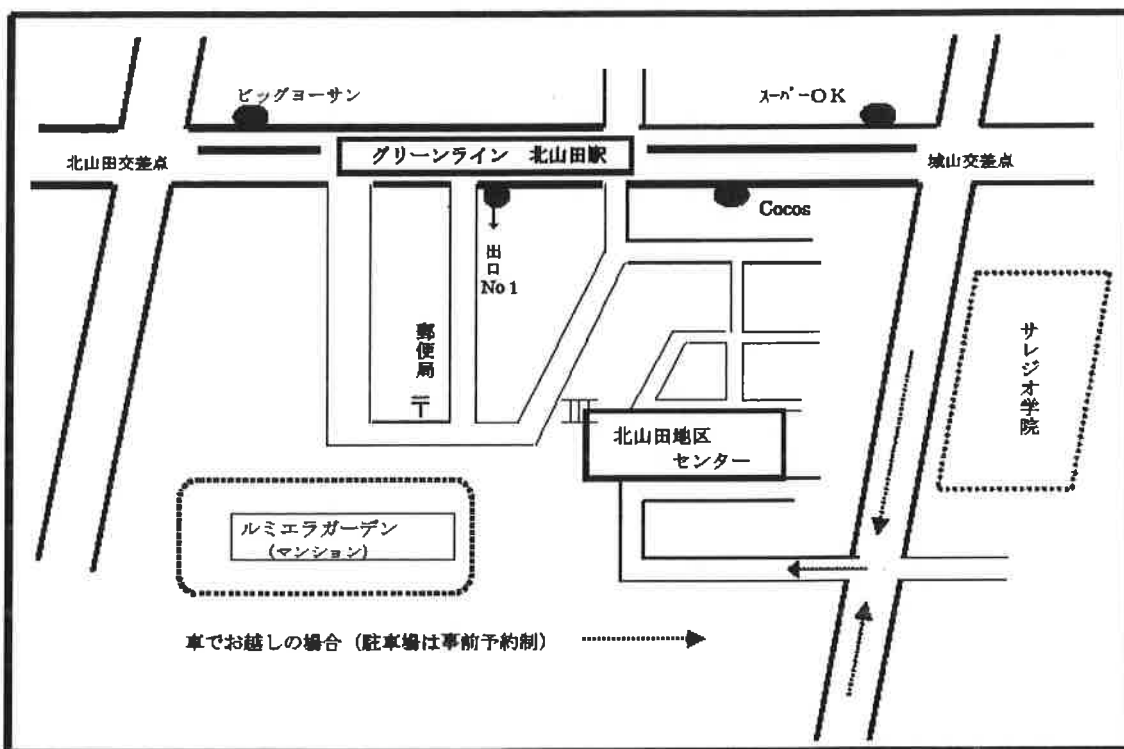 ビッグヨーサン
スーパーOK
北山田交差点
グリーンライン 北山田駅
城山交差点
Cocos
出口
No 1
郵便局
〒
サレジオ学院
北山田地区
センター
ルミエラガーデン
(マンション)
車でお越しの場合（駐車場は事前予約制）